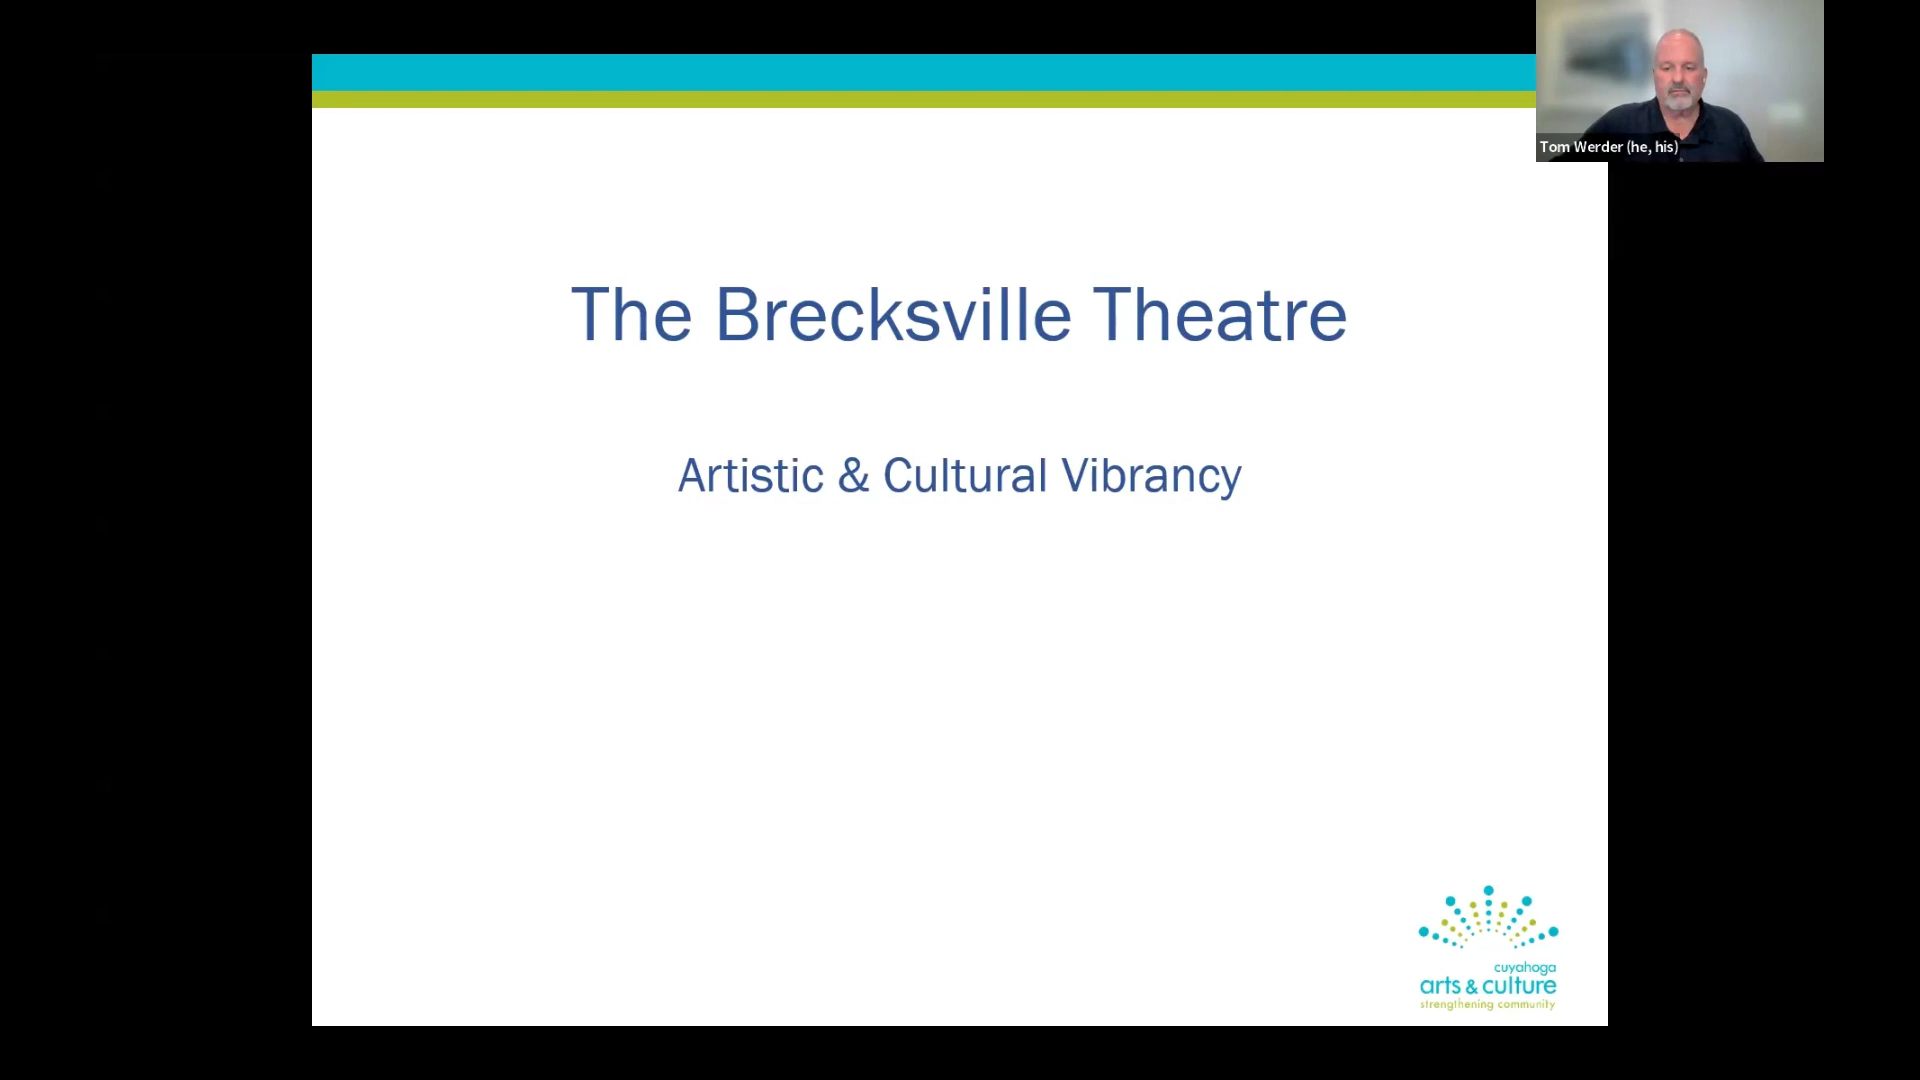 Tom Werder (he, his)
The Brecksville Theatre
Artistic & Cultural Vibrancy
cuyahoga
arts & culture
strengthening community